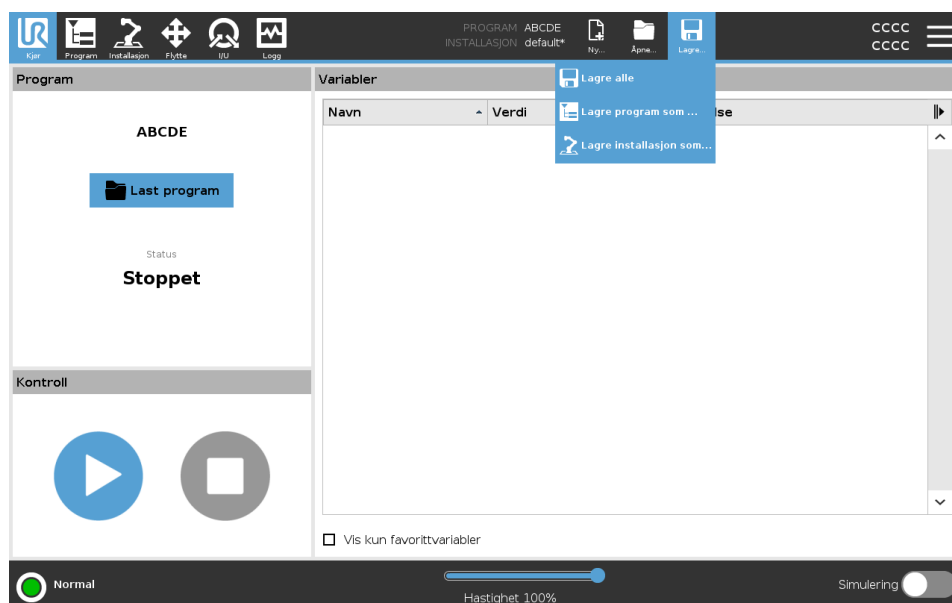 UR
Kjør Program Installasjon Flytte I/U Logg
PROGRAM ABCDE
INSTALLASJON default*
Ny... Åpne... Lagre...
CCCC
CCCC
Lagre alle
Lagre program som ...
Lagre installasjon som...
Program
ABCDE
Last program
Status
Stoppet
Kontroll
Variabler
Navn Verdi lse
Vis kun favorittvariabler
Normal
Hastighet 100%
Simulering